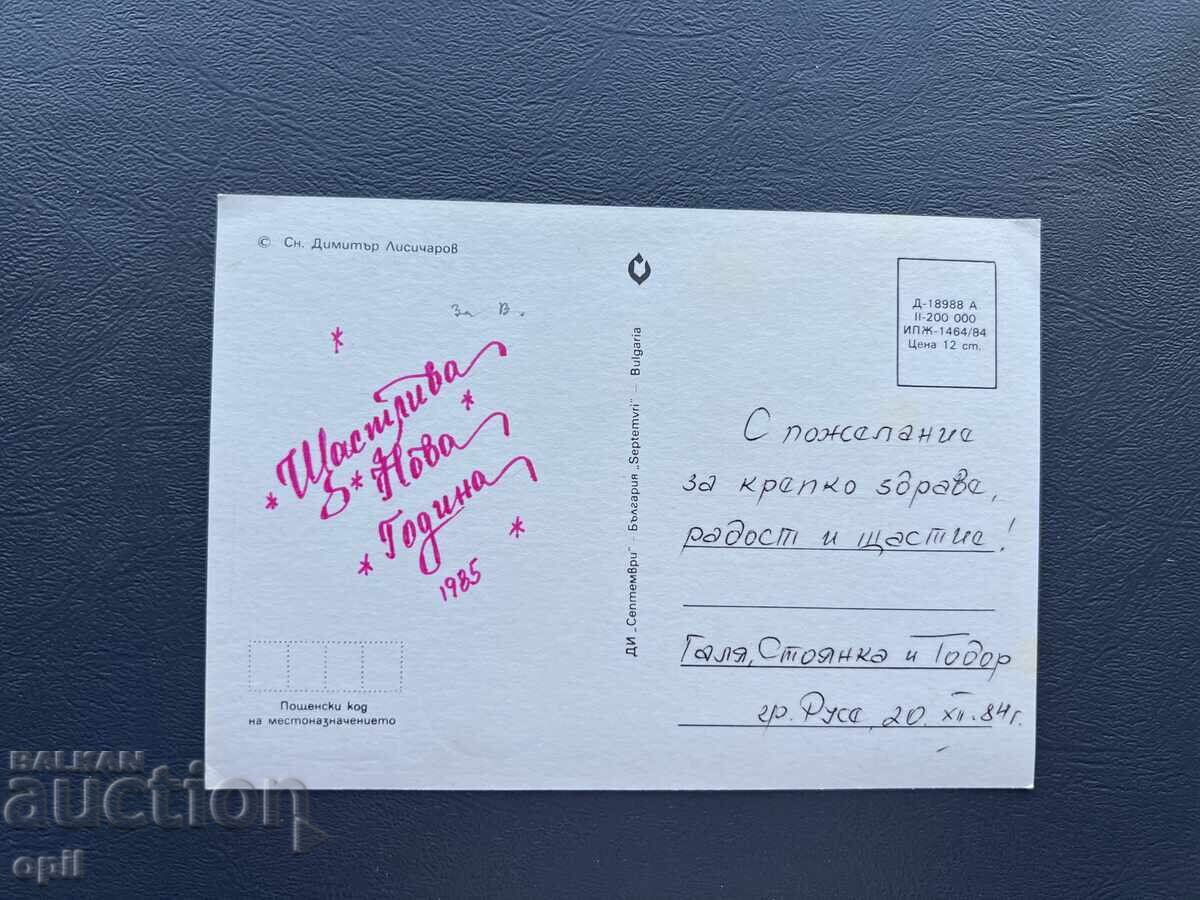 © Сн. Димитър Лисичаров
За В.
Щастлива
Нова
Година
1985
Пощенски код
на местоназначението
ДИ „Септември" – България „Septemvri" – Bulgaria
Д-18988 А
II-200 000
ИПЖ-1464/84
Цена 12 ст.
С пожелание
за крепко здраве,
радост и щастие!
Галя, Стоянка и Тодор
гр. Русе, 20. XII. 84 г.
BALKAN
auction
opil